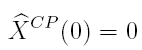 $\widehat{X}^{CP}(0) = 0$